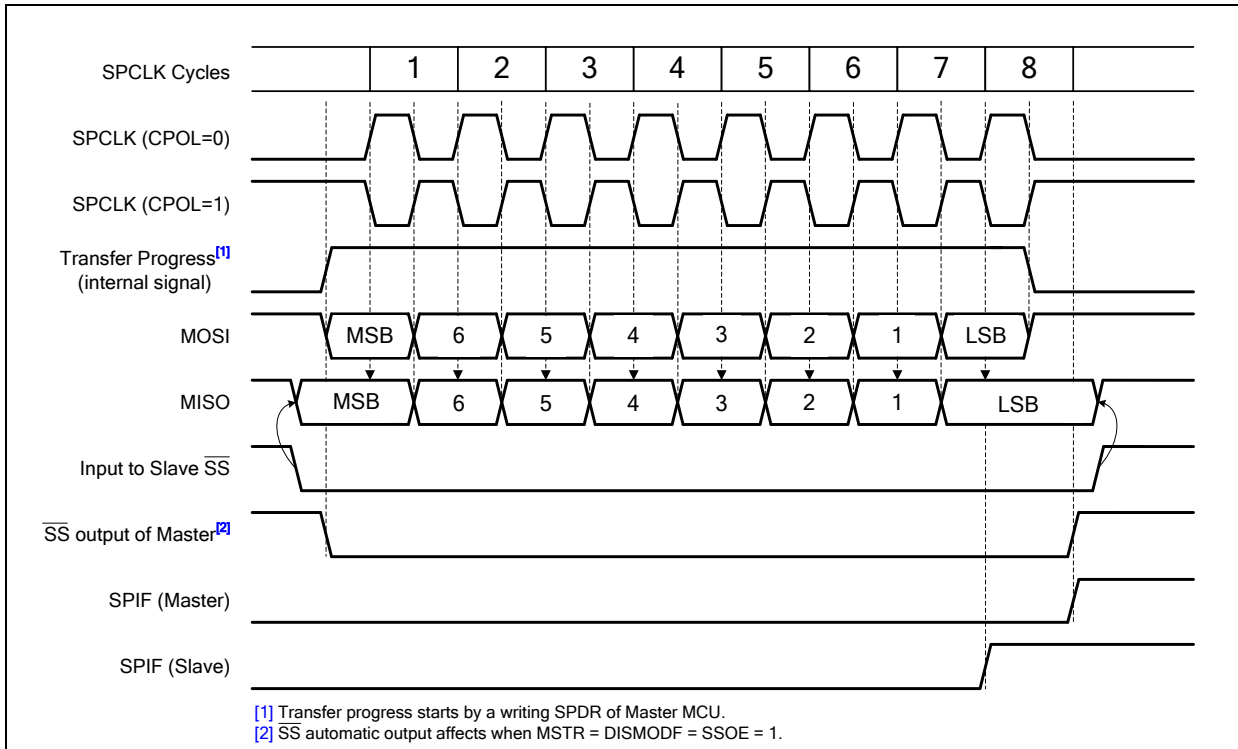 SPCLK Cycles 1 2 3 4 5 6 7 8
SPCLK (CPOL=0)
SPCLK (CPOL=1)
Transfer Progress[1]
(internal signal)
MOSI MSB 6 5 4 3 2 1 LSB
MISO MSB 6 5 4 3 2 1 LSB
Input to Slave S̅S̅
S̅S̅ output of Master[2]
SPIF (Master)
SPIF (Slave)
[1] Transfer progress starts by a writing SPDR of Master MCU.
[2] S̅S̅ automatic output affects when MSTR = DISMODF = SSOE = 1.